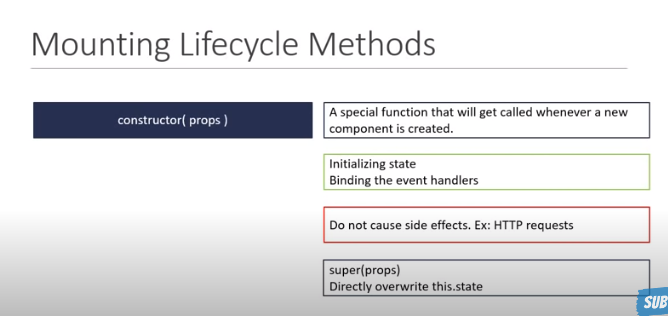 Mounting Lifecycle Methods
constructor( props )
A special function that will get called whenever a new
component is created.
Initializing state
Binding the event handlers
Do not cause side effects. Ex: HTTP requests
super(props)
Directly overwrite this.state
SUB